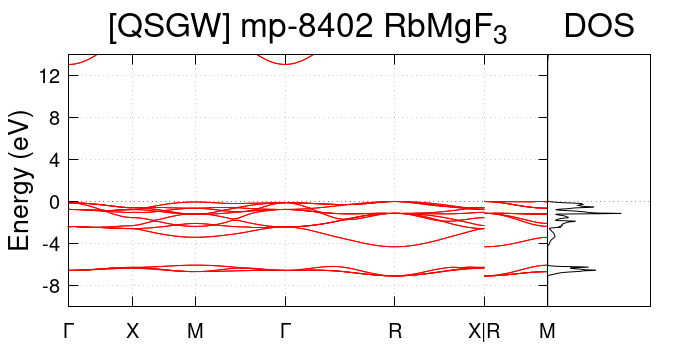 [QSGW] mp-8402 RbMgF3 DOS
Energy (eV)
12
8
4
0
-4
-8
Γ X M Γ R X|R M